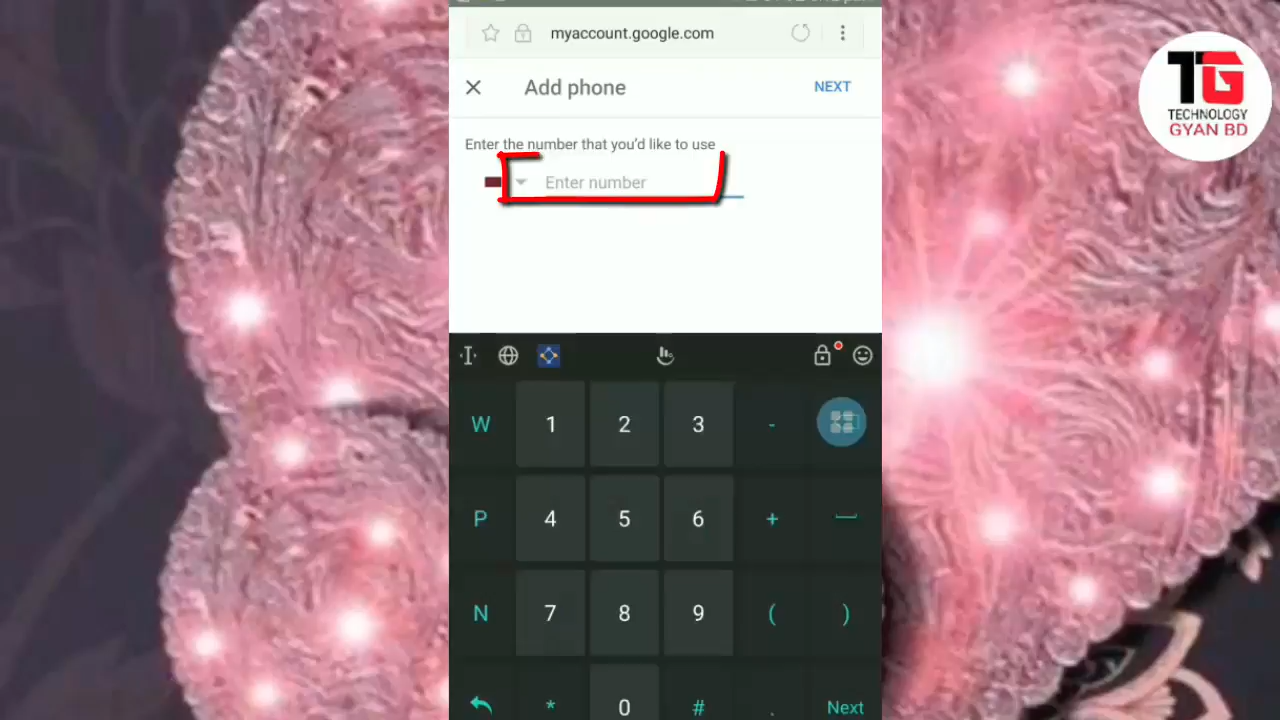 myaccount.google.com
Add phone
NEXT
Enter the number that you'd like to use
Enter number
TG
TECHNOLOGY
GYAN BD
W 1 2 3 -
P 4 5 6 +
N 7 8 9 ( )
* 0 # . Next